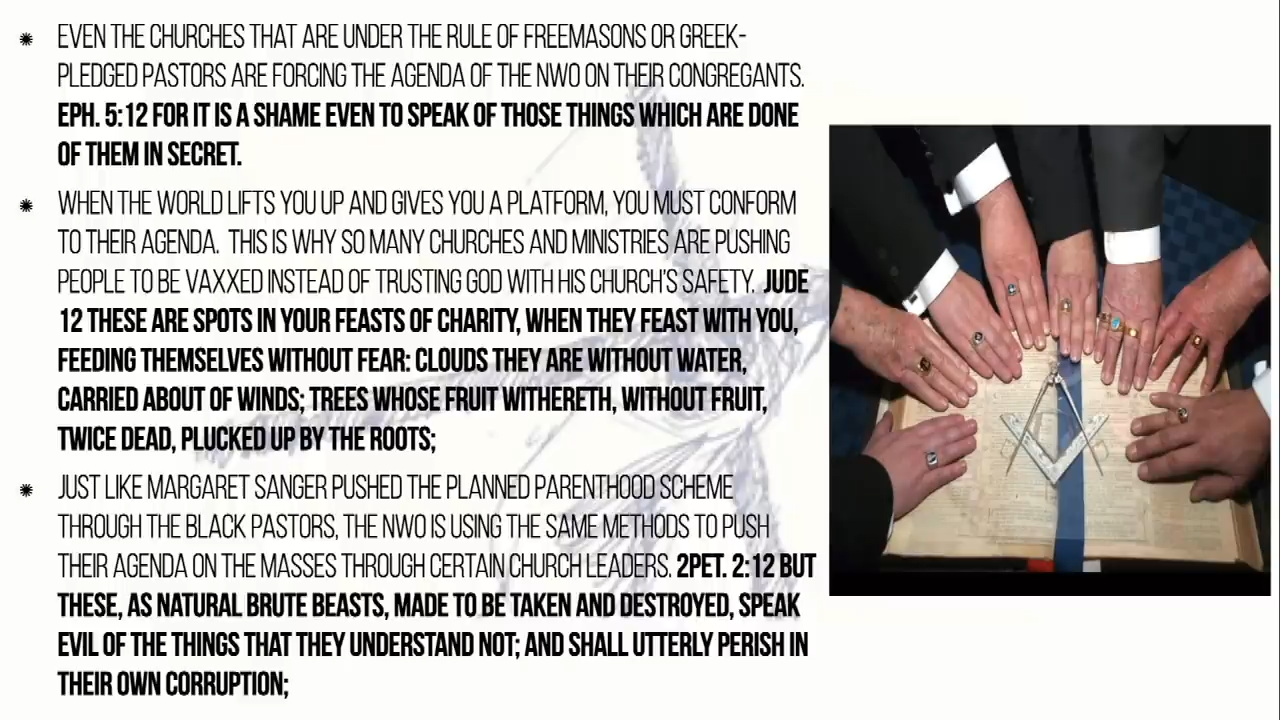 EVEN THE CHURCHES THAT ARE UNDER THE RULE OF FREEMASONS OR GREEK-
PLEDGED PASTORS ARE FORCING THE AGENDA OF THE NWO ON THEIR CONGREGANTS.
EPH. 5:12 FOR IT IS A SHAME EVEN TO SPEAK OF THOSE THINGS WHICH ARE DONE
OF THEM IN SECRET.
WHEN THE WORLD LIFTS YOU UP AND GIVES YOU A PLATFORM, YOU MUST CONFORM
TO THEIR AGENDA. THIS IS WHY SO MANY CHURCHES AND MINISTRIES ARE PUSHING
PEOPLE TO BE VAXXED INSTEAD OF TRUSTING GOD WITH HIS CHURCH'S SAFETY. JUDE
12 THESE ARE SPOTS IN YOUR FEASTS OF CHARITY, WHEN THEY FEAST WITH YOU,
FEEDING THEMSELVES WITHOUT FEAR: CLOUDS THEY ARE WITHOUT WATER,
CARRIED ABOUT OF WINDS; TREES WHOSE FRUIT WITHERETH, WITHOUT FRUIT,
TWICE DEAD, PLUCKED UP BY THE ROOTS;
JUST LIKE MARGARET SANGER PUSHED THE PLANNED PARENTHOOD SCHEME
THROUGH THE BLACK PASTORS, THE NWO IS USING THE SAME METHODS TO PUSH
THEIR AGENDA ON THE MASSES THROUGH CERTAIN CHURCH LEADERS. 2PET. 2:12 BUT
THESE, AS NATURAL BRUTE BEASTS, MADE TO BE TAKEN AND DESTROYED, SPEAK
EVIL OF THE THINGS THAT THEY UNDERSTAND NOT; AND SHALL UTTERLY PERISH IN
THEIR OWN CORRUPTION;